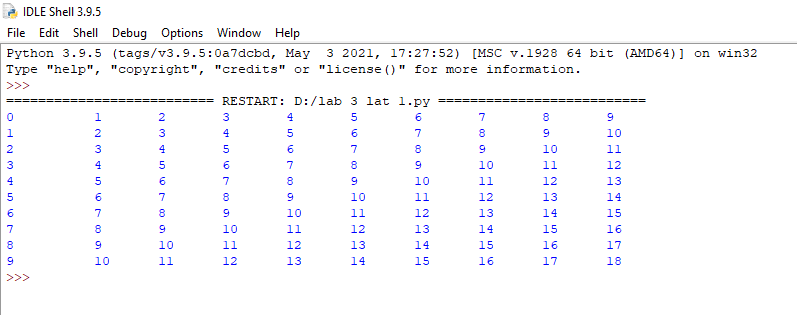 IDLE Shell 3.9.5
File Edit Shell Debug Options Window Help
Python 3.9.5 (tags/v3.9.5:0a7dcbd, May  3 2021, 17:27:52) [MSC v.1928 64 bit (AMD64)] on win32
Type "help", "copyright", "credits" or "license()" for more information.
>>>
========================== RESTART: D:/lab 3 lat 1.py ==========================
0 1 2 3 4 5 6 7 8 9
1 2 3 4 5 6 7 8 9 10
2 3 4 5 6 7 8 9 10 11
3 4 5 6 7 8 9 10 11 12
4 5 6 7 8 9 10 11 12 13
5 6 7 8 9 10 11 12 13 14
6 7 8 9 10 11 12 13 14 15
7 8 9 10 11 12 13 14 15 16
8 9 10 11 12 13 14 15 16 17
9 10 11 12 13 14 15 16 17 18
>>>